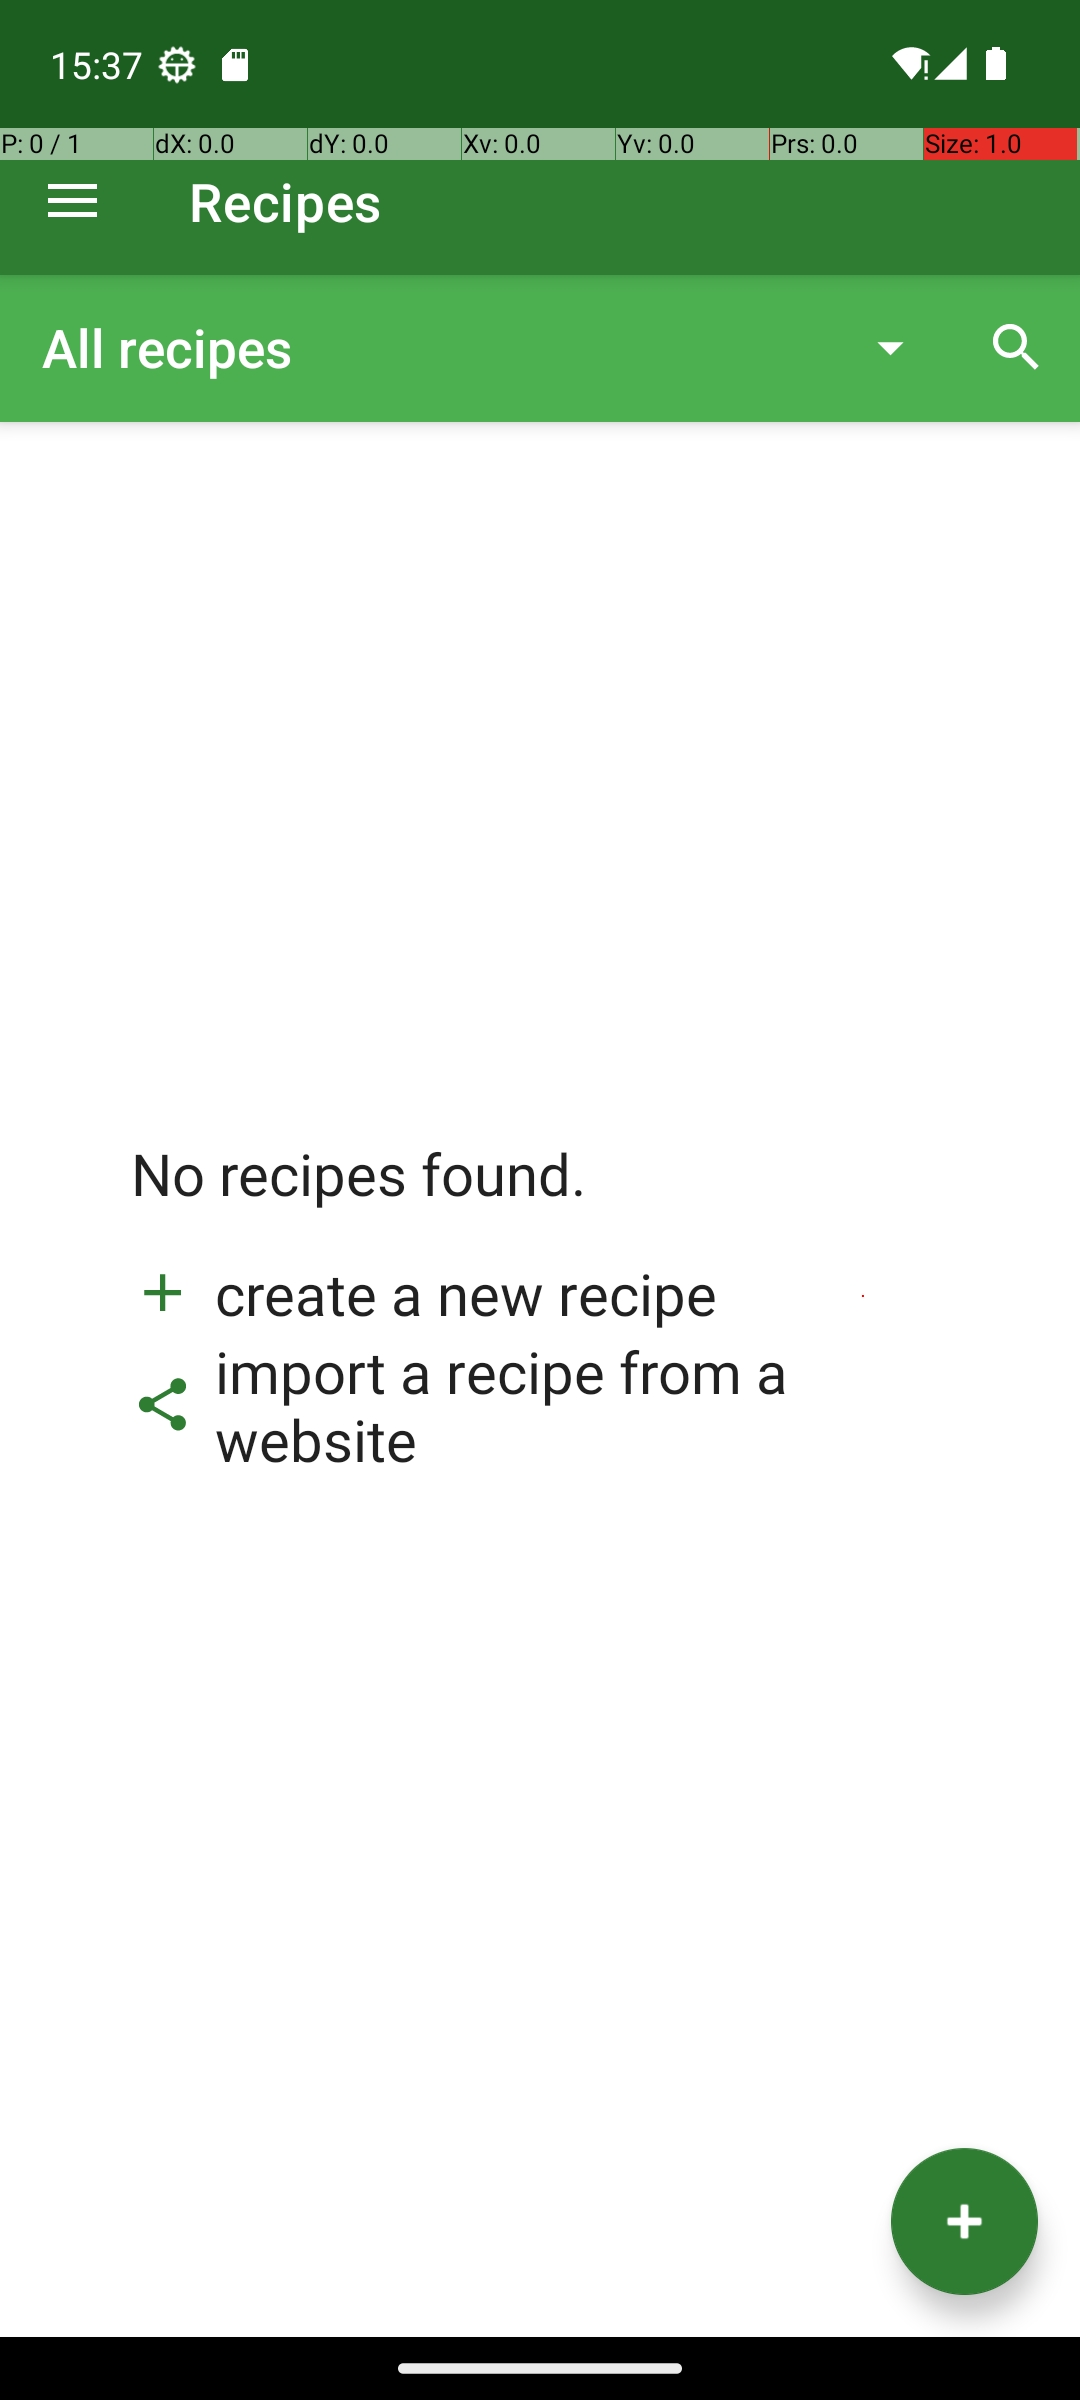 15:37
P: 0 / 1 dX: 0.0 dY: 0.0 Xv: 0.0 Yv: 0.0 Prs: 0.0 Size: 1.0
Recipes
All recipes
No recipes found.
create a new recipe
import a recipe from a
website